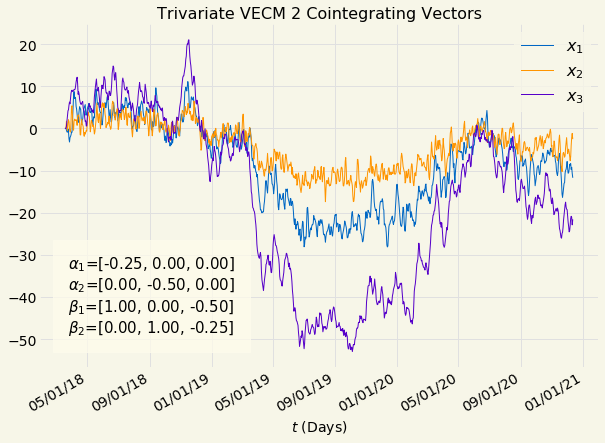 Trivariate VECM 2 Cointegrating Vectors
x₁
x₂
x₃
20
10
0
−10
−20
−30
−40
−50
α₁=[-0.25, 0.00, 0.00]
α₂=[0.00, -0.50, 0.00]
β₁=[1.00, 0.00, -0.50]
β₂=[0.00, 1.00, -0.25]
05/01/18 09/01/18 01/01/19 05/01/19 09/01/19 01/01/20 05/01/20 09/01/20 01/01/21
t (Days)